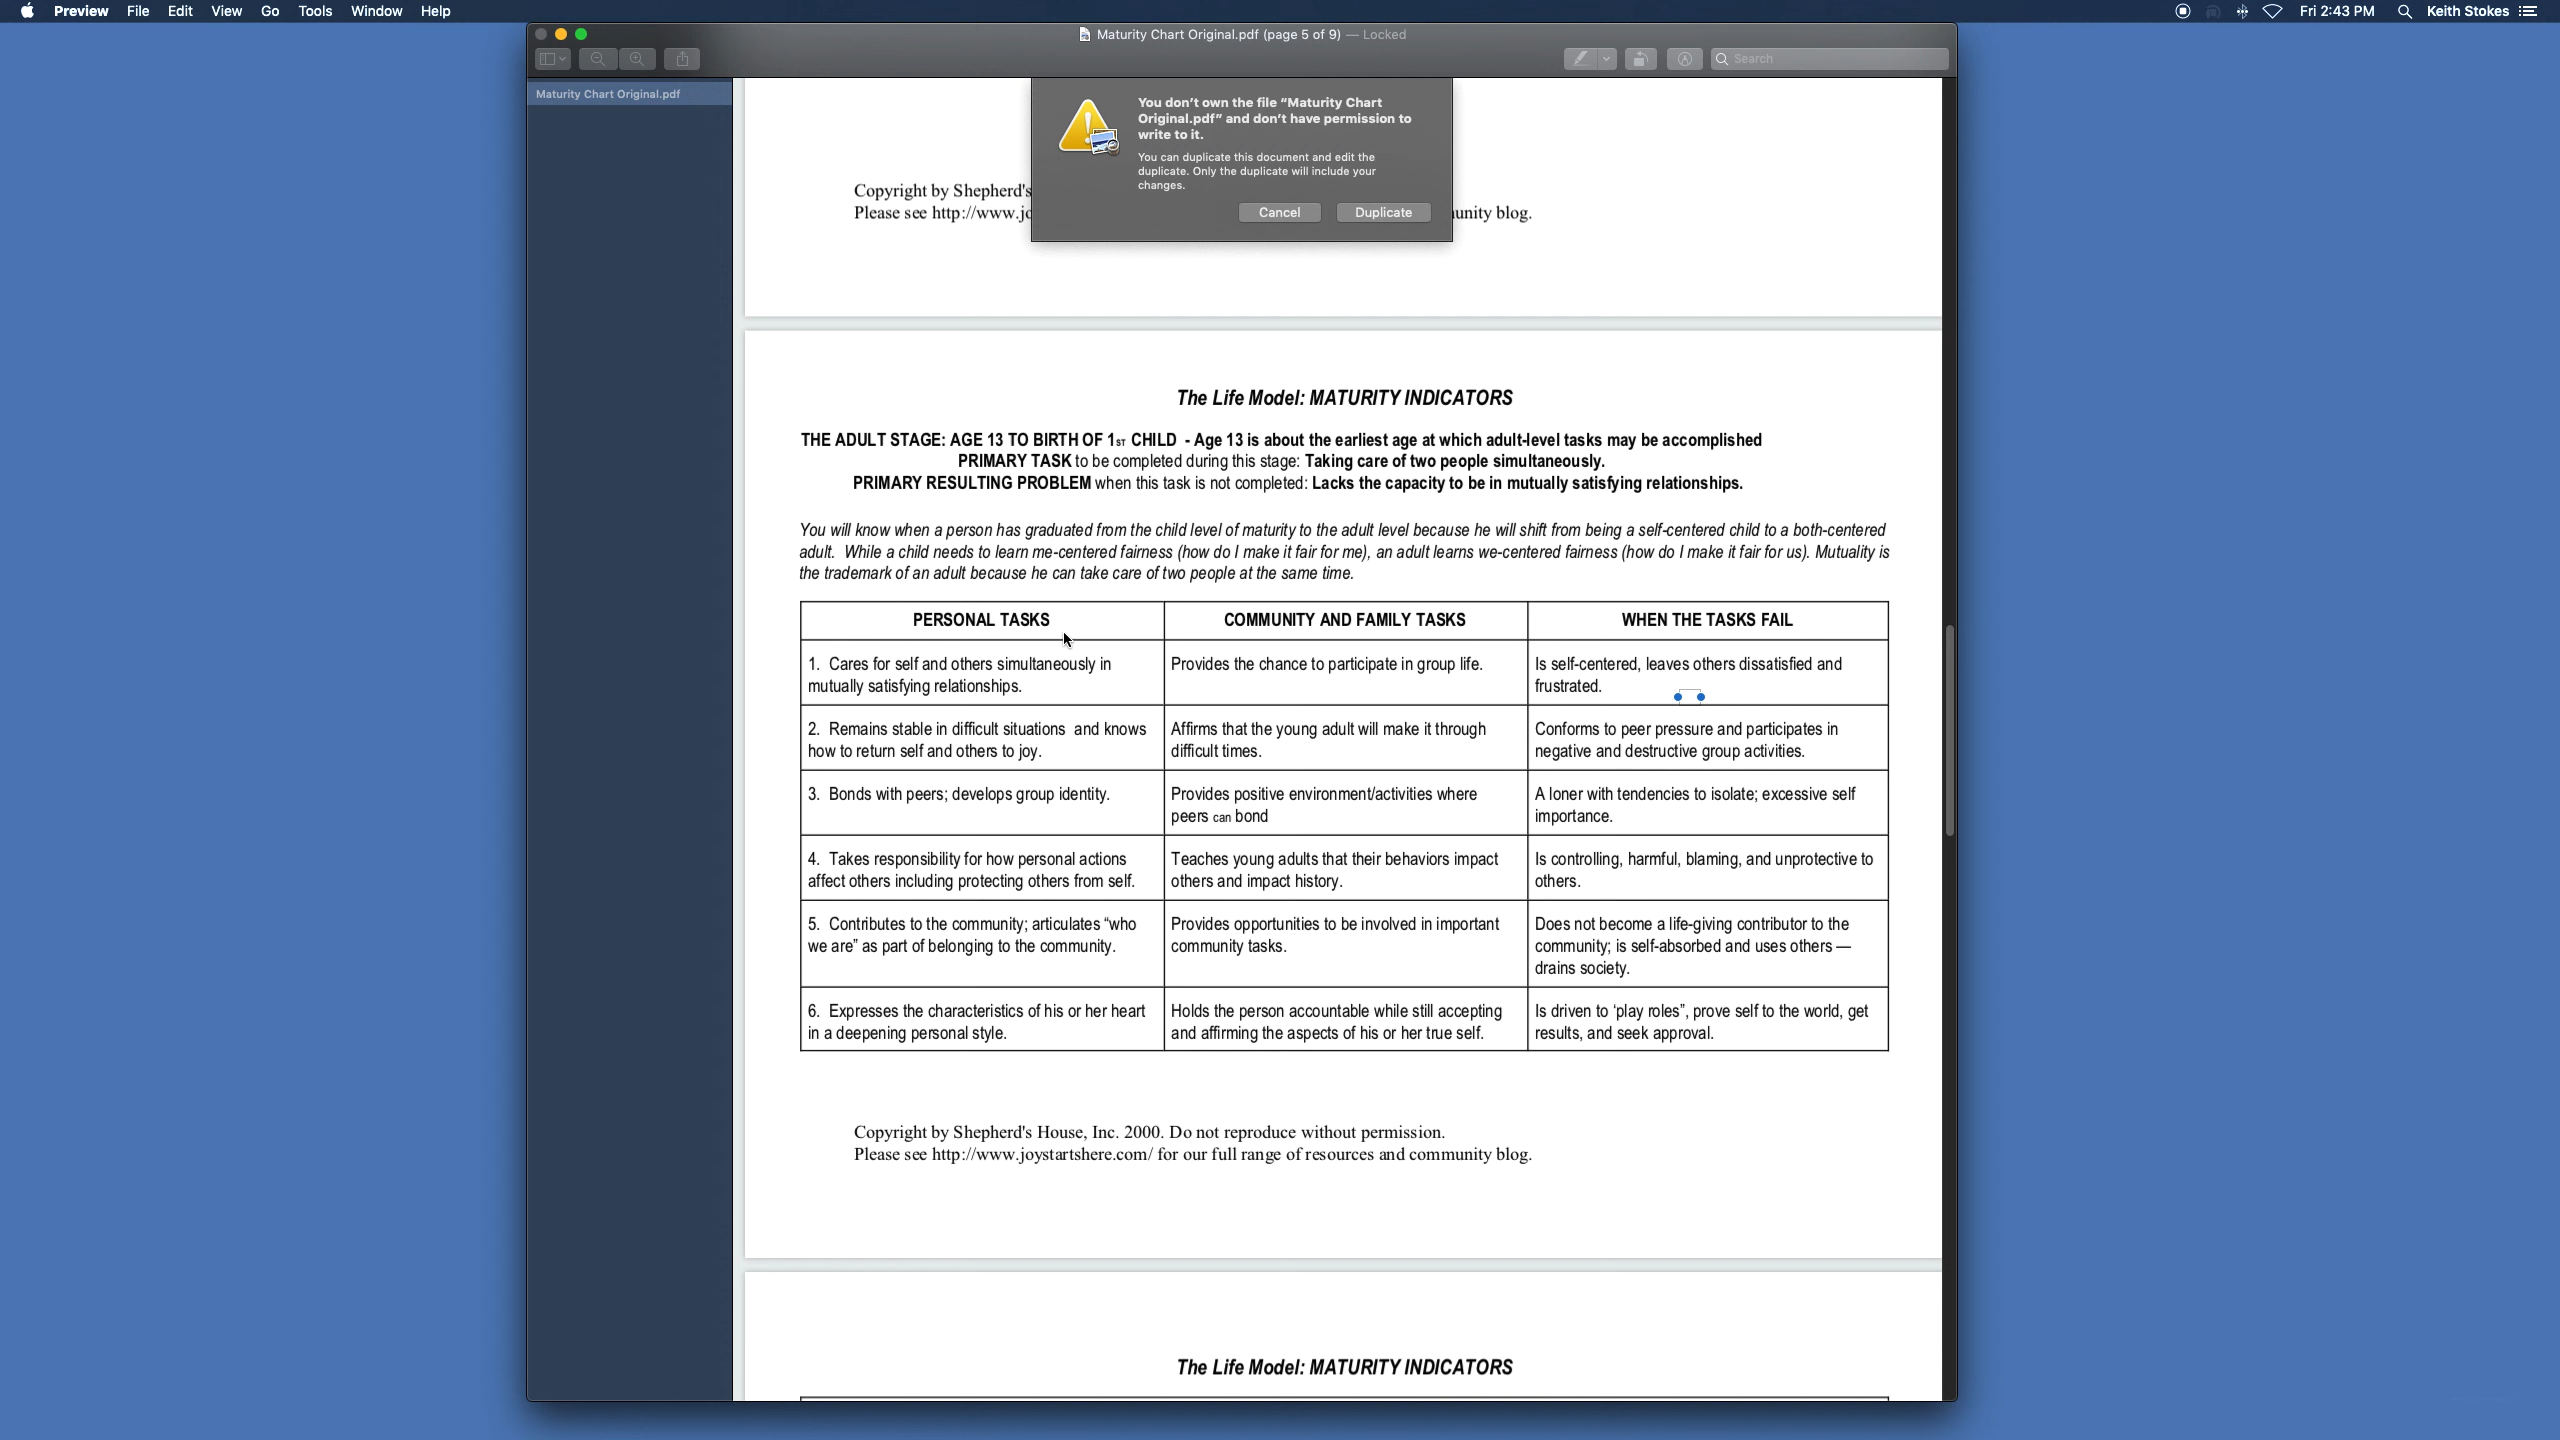 Preview File Edit View Go Tools Window Help
Fri 2:43 PM Keith Stokes
Maturity Chart Original.pdf (page 5 of 9) — Locked
Search
Maturity Chart Original.pdf
You don't own the file “Maturity Chart
Original.pdf” and don't have permission to
write to it.
You can duplicate this document and edit the
duplicate. Only the duplicate will include your
changes.
Cancel Duplicate
Copyright by Shepherd's
Please see http://www.jo
unity blog.
The Life Model: MATURITY INDICATORS
THE ADULT STAGE: AGE 13 TO BIRTH OF 1ST CHILD - Age 13 is about the earliest age at which adult-level tasks may be accomplished
PRIMARY TASK to be completed during this stage: Taking care of two people simultaneously.
PRIMARY RESULTING PROBLEM when this task is not completed: Lacks the capacity to be in mutually satisfying relationships.
You will know when a person has graduated from the child level of maturity to the adult level because he will shift from being a self-centered child to a both-centered
adult. While a child needs to learn me-centered fairness (how do I make it fair for me), an adult learns we-centered fairness (how do I make it fair for us). Mutuality is
the trademark of an adult because he can take care of two people at the same time.
PERSONAL TASKS
COMMUNITY AND FAMILY TASKS
WHEN THE TASKS FAIL
1. Cares for self and others simultaneously in
mutually satisfying relationships.
Provides the chance to participate in group life.
Is self-centered, leaves others dissatisfied and
frustrated.
2. Remains stable in difficult situations and knows
how to return self and others to joy.
Affirms that the young adult will make it through
difficult times.
Conforms to peer pressure and participates in
negative and destructive group activities.
3. Bonds with peers; develops group identity.
Provides positive environment/activities where
peers can bond
A loner with tendencies to isolate; excessive self
importance.
4. Takes responsibility for how personal actions
affect others including protecting others from self.
Teaches young adults that their behaviors impact
others and impact history.
Is controlling, harmful, blaming, and unprotective to
others.
5. Contributes to the community; articulates “who
we are” as part of belonging to the community.
Provides opportunities to be involved in important
community tasks.
Does not become a life-giving contributor to the
community; is self-absorbed and uses others —
drains society.
6. Expresses the characteristics of his or her heart
in a deepening personal style.
Holds the person accountable while still accepting
and affirming the aspects of his or her true self.
Is driven to ‘play roles”, prove self to the world, get
results, and seek approval.
Copyright by Shepherd's House, Inc. 2000. Do not reproduce without permission.
Please see http://www.joystartshere.com/ for our full range of resources and community blog.
The Life Model: MATURITY INDICATORS